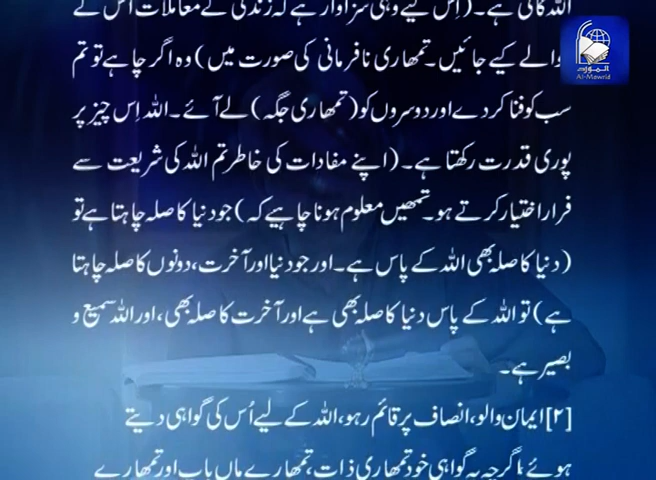 اللہ کافی ہے۔ (اِس لیے وہی سزاوار ہے کہ زندگی کے معاملات اُس کے
حوالے کیے جائیں۔ تمھاری نافرمانی کی صورت میں) وہ اگر چاہے تو تم
سب کو فنا کر دے اور دوسروں کو (تمھاری جگہ) لے آئے۔ اللہ اِس چیز پر
پوری قدرت رکھتا ہے۔ (اپنے مفادات کی خاطر تم اللہ کی شریعت سے
فرار اختیار کرتے ہو۔ تمھیں معلوم ہونا چاہیے کہ) جو دنیا کا صلہ چاہتا ہے تو
(دنیا کا صلہ بھی اللہ کے پاس ہے۔ اور جو دنیا اور آخرت، دونوں کا صلہ چاہتا
ہے) تو اللہ کے پاس دنیا کا صلہ بھی ہے اور آخرت کا صلہ بھی، اور اللہ سمیع و
بصیر ہے۔
[۲] ایمان والو، انصاف پر قائم رہو، اللہ کے لیے اُس کی گواہی دیتے
ہوئے، اگرچہ یہ گواہی خود تمھاری ذات، تمھارے ماں باپ اور تمھارے
المورد
Al-Mawrid